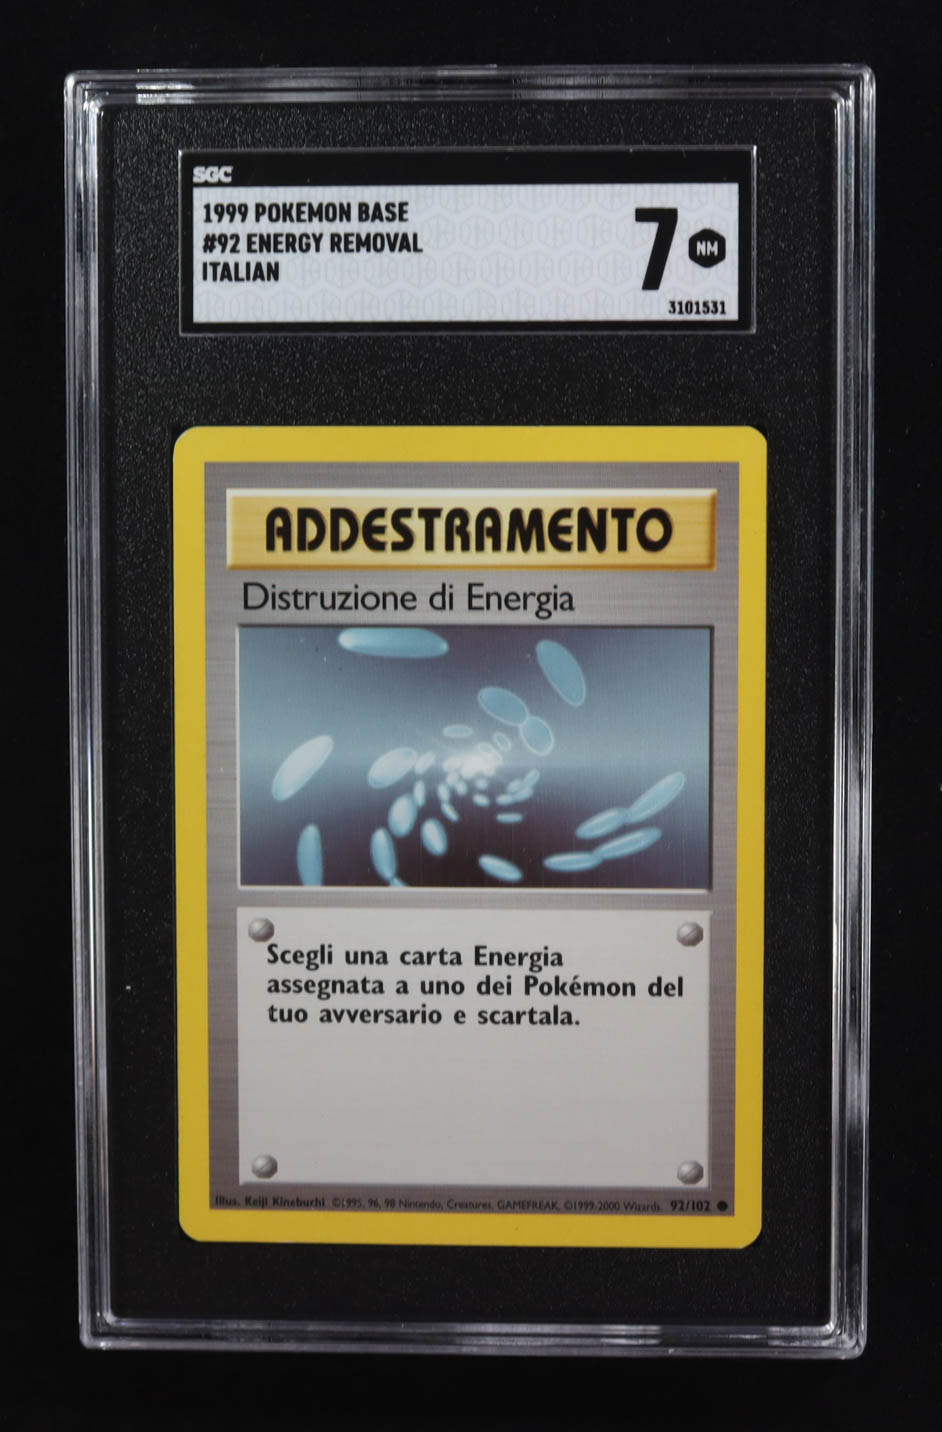 SGC
1999 POKEMON BASE
#92 ENERGY REMOVAL
ITALIAN
7
NM
3101531
ADDESTRAMENTO
Distruzione di Energia
Scegli una carta Energia
assegnata a uno dei Pokémon del
tuo avversario e scartala.
Illus. Keiji Kinebuchi ©1995, 96, 98 Nintendo, Creatures, GAMEFREAK. ©1999-2000 Wizards. 92/102